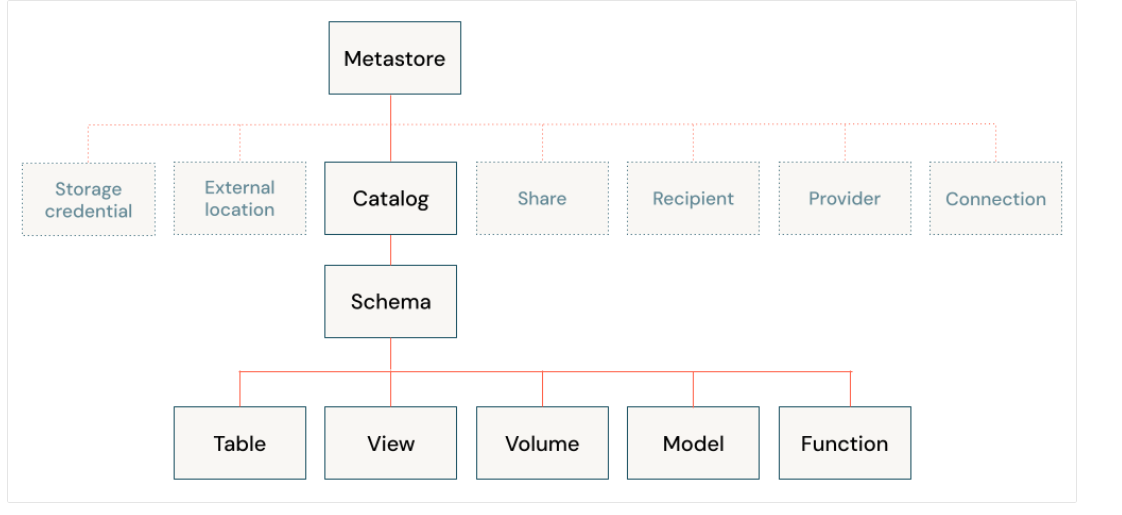 Metastore
Storage
credential
External
location
Catalog
Share
Recipient
Provider
Connection
Schema
Table
View
Volume
Model
Function